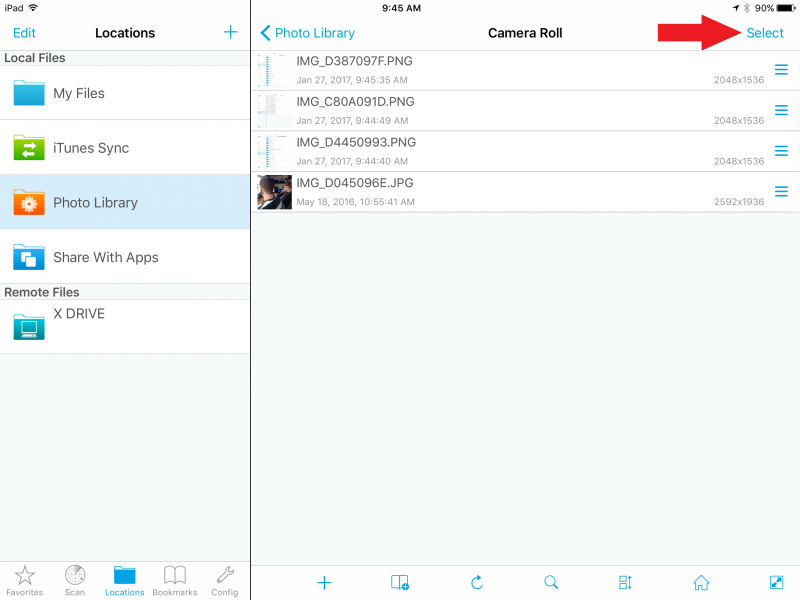 iPad
9:45 AM
90%
Edit
Locations
Photo Library
Camera Roll
Select
Local Files
My Files
iTunes Sync
Photo Library
Share With Apps
Remote Files
X DRIVE
IMG_D387097F.PNG
Jan 27, 2017, 9:45:35 AM
2048x1536
IMG_C80A091D.PNG
Jan 27, 2017, 9:44:49 AM
2048x1536
IMG_D4450993.PNG
Jan 27, 2017, 9:44:40 AM
2048x1536
IMG_D045096E.JPG
May 18, 2016, 10:55:41 AM
2592x1936
Favorites
Scan
Locations
Bookmarks
Config